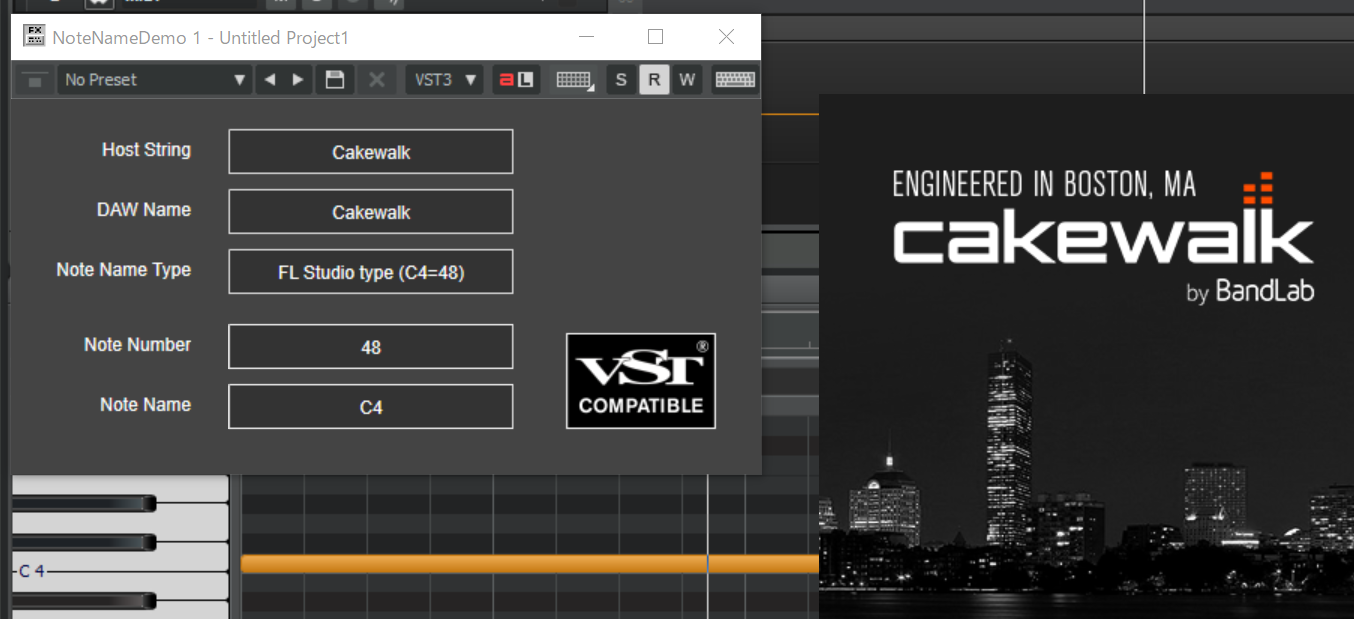 NoteNameDemo 1 - Untitled Project1
No Preset
VST3
aL
S
R
W
Host String
Cakewalk
DAW Name
Cakewalk
Note Name Type
FL Studio type (C4=48)
Note Number
48
Note Name
C4
VST®
COMPATIBLE
C 4
ENGINEERED IN BOSTON, MA
cakewalk
by BandLab